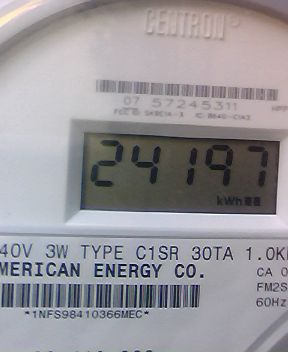 CENTRON®
07 57245311
24197
kWh
40V 3W TYPE C1SR 30TA 1.0K
MERICAN ENERGY CO.
CA 0
FM2S
60Hz
*1NFS98410366MEC*